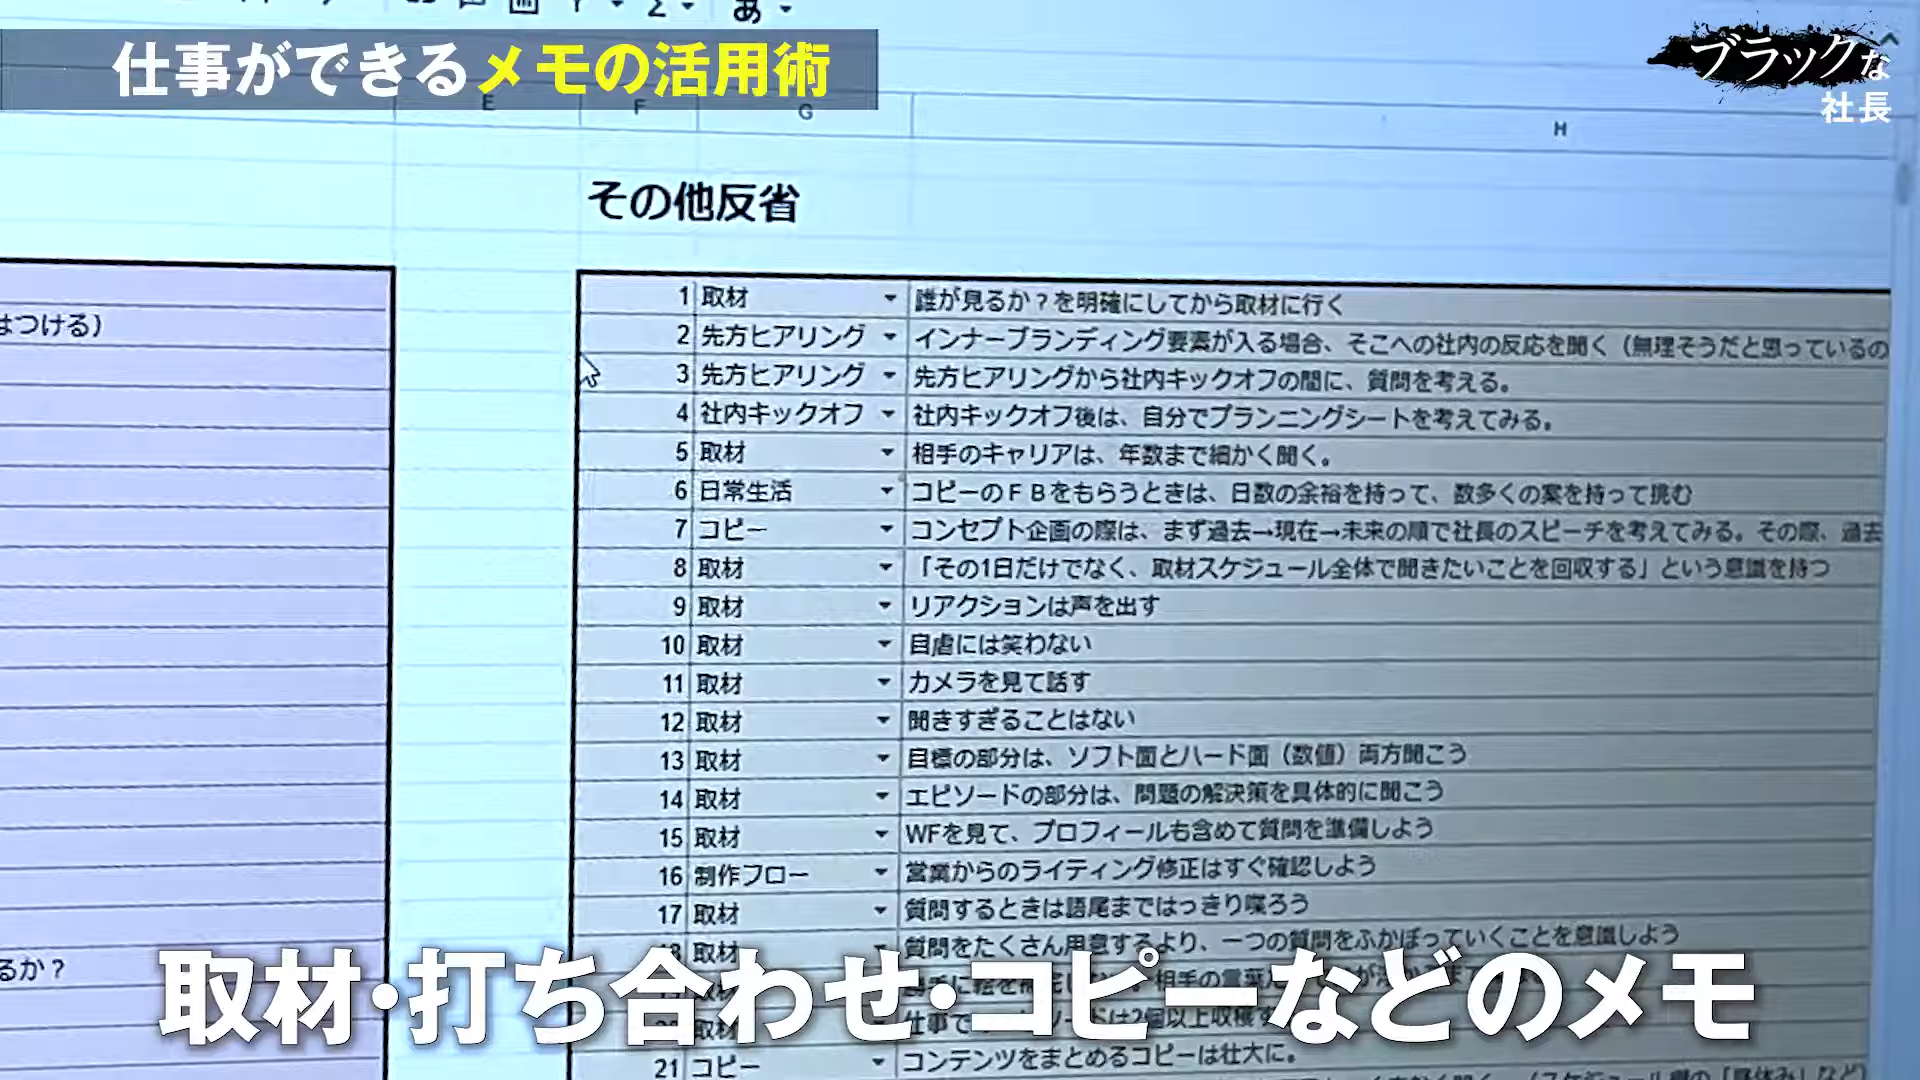 仕事ができるメモの活用術
ブラックな
社長
E F G H
その他反省
はつける）
1 取材 誰が見るか？を明確にしてから取材に行く
2 先方ヒアリング インナーブランディング要素が入る場合、そこへの社内の反応を聞く（無理そうだと思っているの
3 先方ヒアリング 先方ヒアリングから社内キックオフの間に、質問を考える。
4 社内キックオフ 社内キックオフ後は、自分でプランニングシートを考えてみる。
5 取材 相手のキャリアは、年数まで細かく聞く。
6 日常生活 コピーのＦＢをもらうときは、日数の余裕を持って、数多くの案を持って挑む
7 コピー コンセプト企画の際は、まず過去→現在→未来の順で社長のスピーチを考えてみる。その際、過去
8 取材 「その1日だけでなく、取材スケジュール全体で聞きたいことを回収する」という意識を持つ
9 取材 リアクションは声を出す
10 取材 自虐には笑わない
11 取材 カメラを見て話す
12 取材 聞きすぎることはない
13 取材 目標の部分は、ソフト面とハード面（数値）両方聞こう
14 取材 エピソードの部分は、問題の解決策を具体的に聞こう
15 取材 WFを見て、プロフィールも含めて質問を準備しよう
16 制作フロー 営業からのライティング修正はすぐ確認しよう
17 取材 質問するときは語尾まではっきり喋ろう
18 取材 質問をたくさん用意するより、一つの質問をふかぼっていくことを意識しよう
るか？
取材・打ち合わせ・コピーなどのメモ
21 コピー コンテンツをまとめるコピーは壮大に。